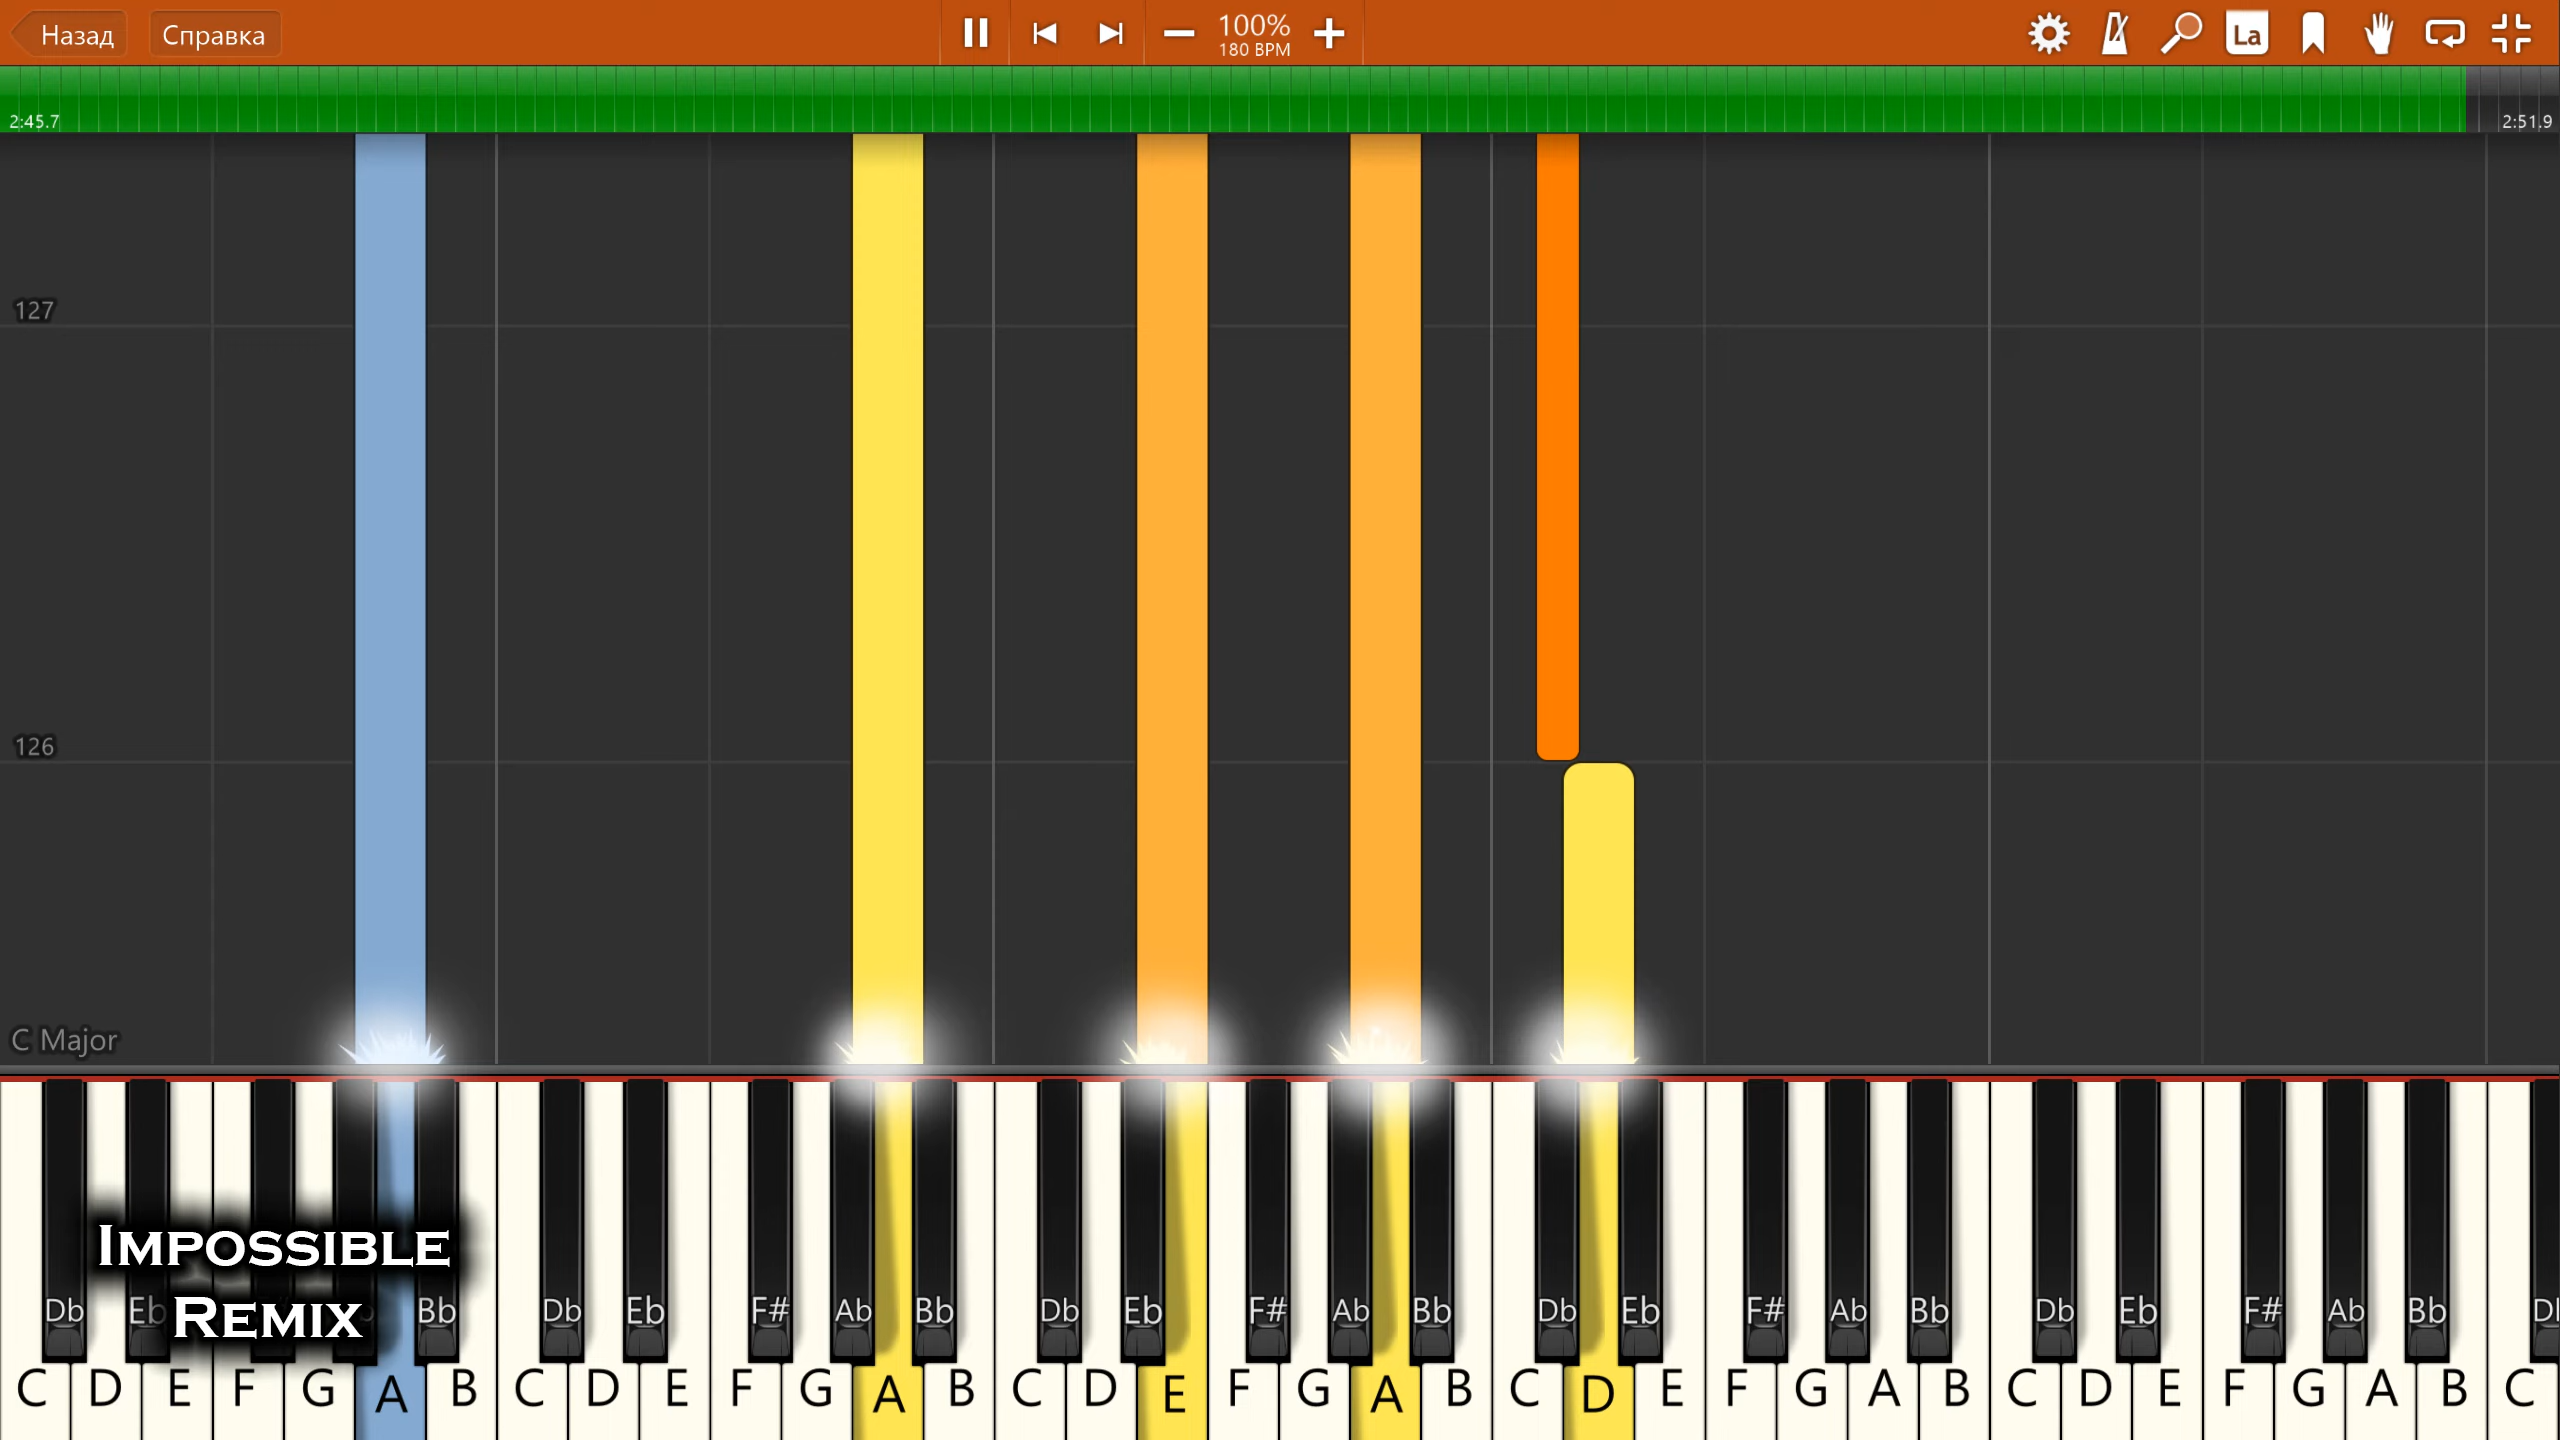 Назад
Справка
100%
180 BPM
La
2:45.7
2:51.9
127
126
C Major
Impossible
Remix
Db Eb Bb Db Eb F# Ab Bb Db Eb F# Ab Bb Db Eb F# Ab Bb Db Eb F# Ab Bb
C D E F G A B C D E F G A B C D E F G A B C D E F G A B C D E F G A B C